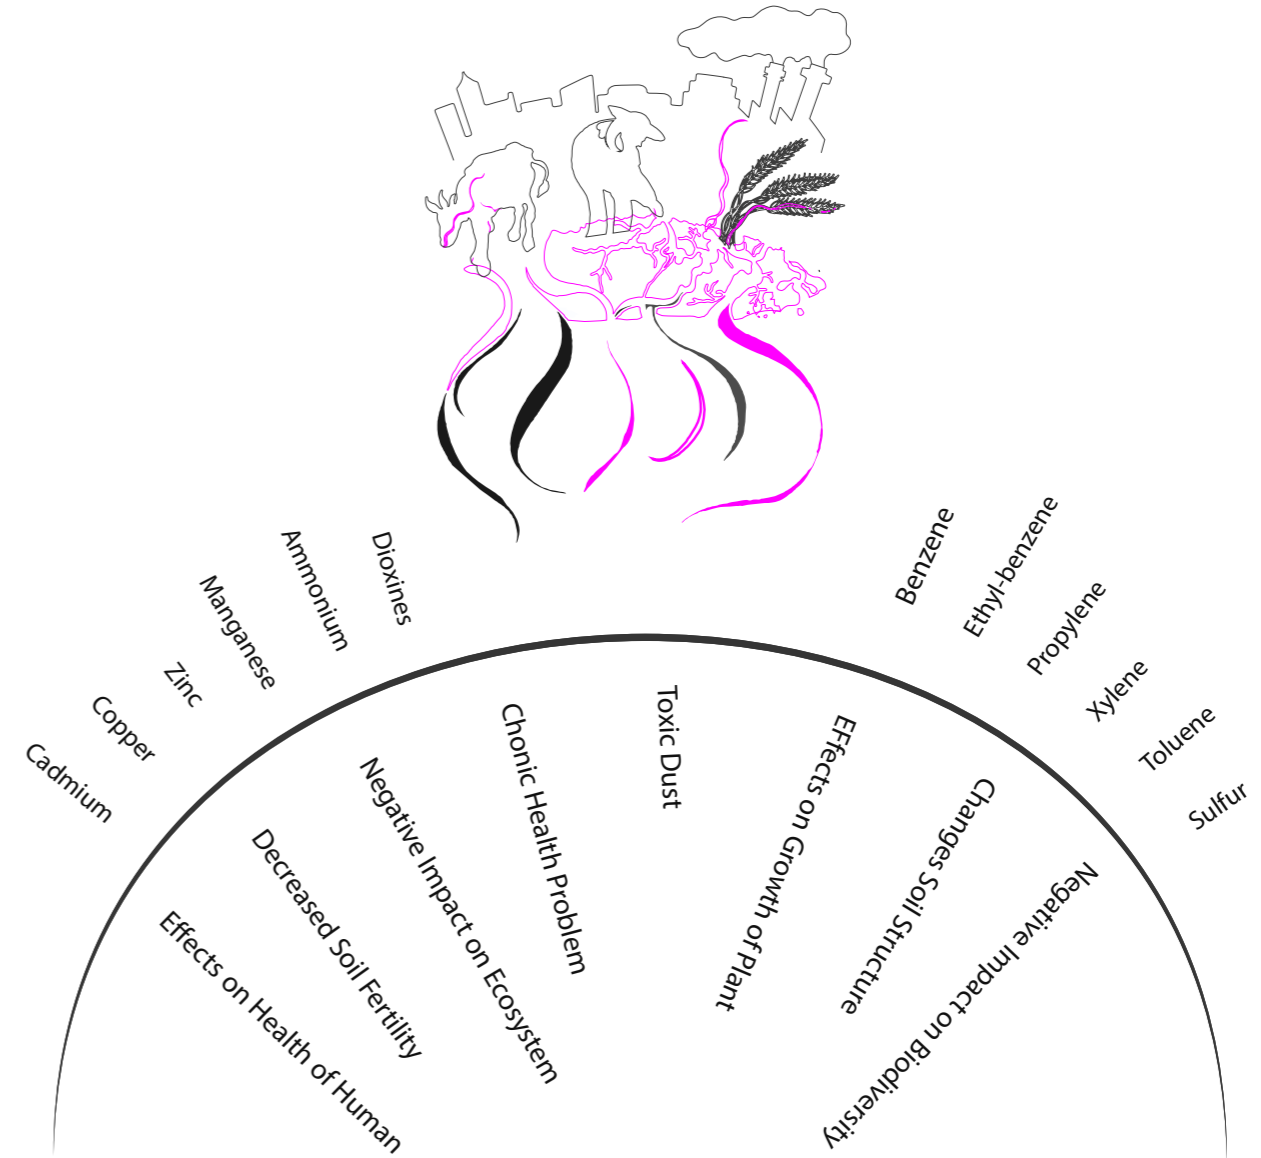 Cadmium
Copper
Zinc
Manganese
Ammonium
Dioxines
Benzene
Ethyl-benzene
Propylene
Xylene
Toluene
Sulfur
Effects on Health of Human
Decreased Soil Fertility
Negative Impact on Ecosystem
Chonic Health Problem
Toxic Dust
EFfects on Growth of Plant
Changes Soil Structure
Negative Impact on Biodiversity